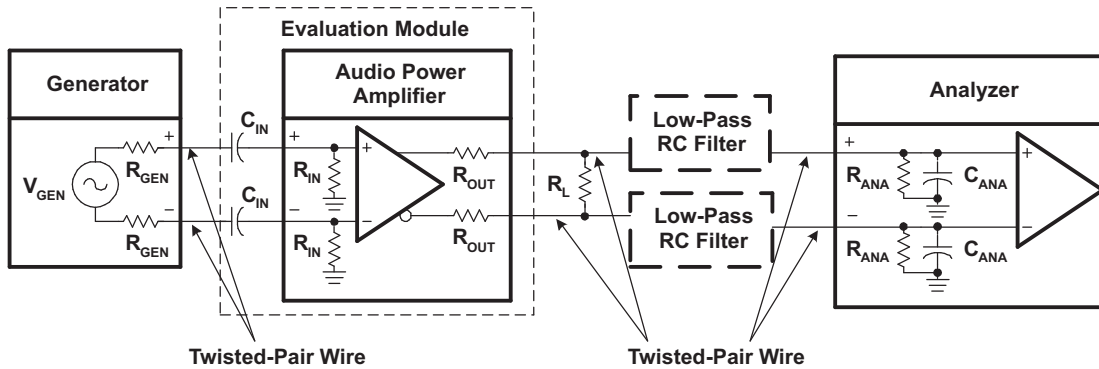 Evaluation Module
Generator
Audio Power
Amplifier
Analyzer
Low-Pass
RC Filter
Low-Pass
RC Filter
V_GEN
R_GEN
R_GEN
+
−
C_IN
C_IN
+
−
R_IN
R_IN
+
−
R_OUT
R_OUT
R_L
+
−
R_ANA
C_ANA
R_ANA
C_ANA
+
−
Twisted-Pair Wire
Twisted-Pair Wire